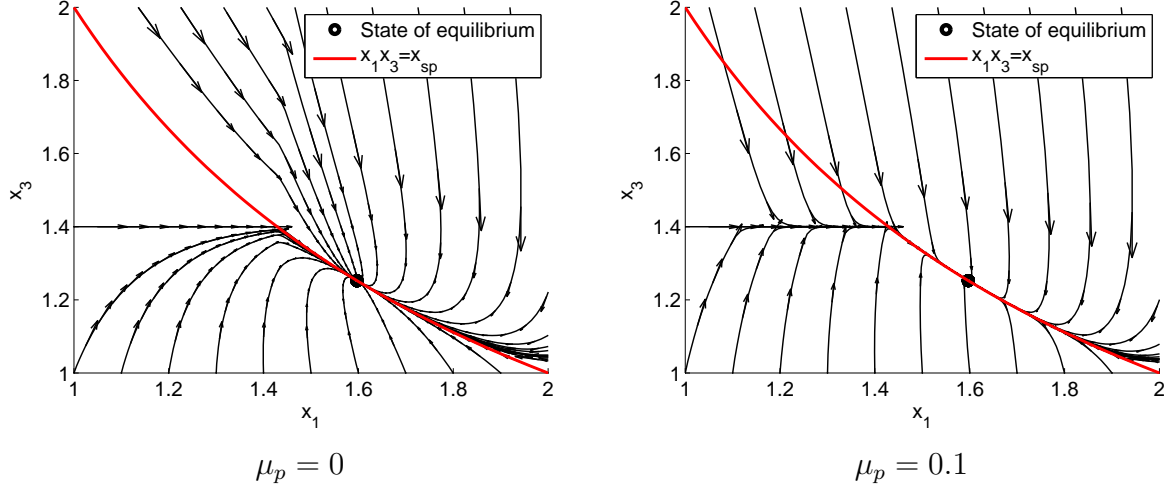 2
1.8
1.6
1.4
1.2
1
1 1.2 1.4 1.6 1.8 2
x₃
x₁
State of equilibrium
x₁x₃=xₛₚ
μₚ = 0
2
1.8
1.6
1.4
1.2
1
1 1.2 1.4 1.6 1.8 2
x₃
x₁
State of equilibrium
x₁x₃=xₛₚ
μₚ = 0.1